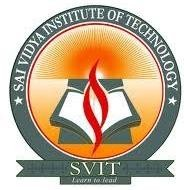 ★ SAI VIDYA INSTITUTE OF TECHNOLOGY ★
SVIT
Learn to lead